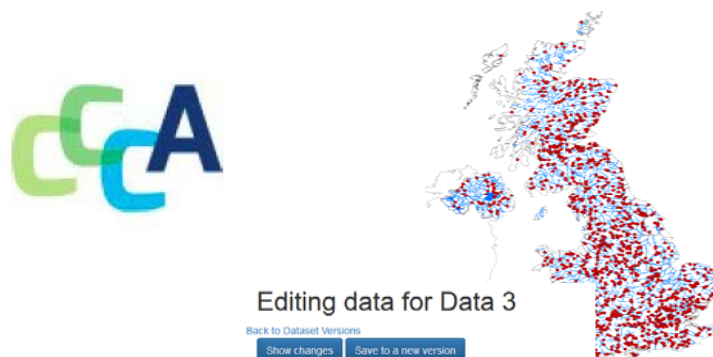 CCCA
Editing data for Data 3
Back to Dataset Versions
Show changes
Save to a new version